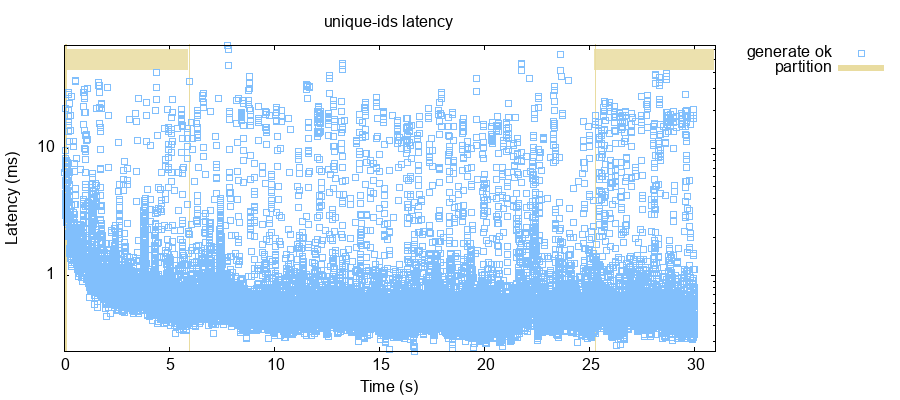 unique-ids latency
generate ok
partition
10
1
Latency (ms)
0 5 10 15 20 25 30
Time (s)